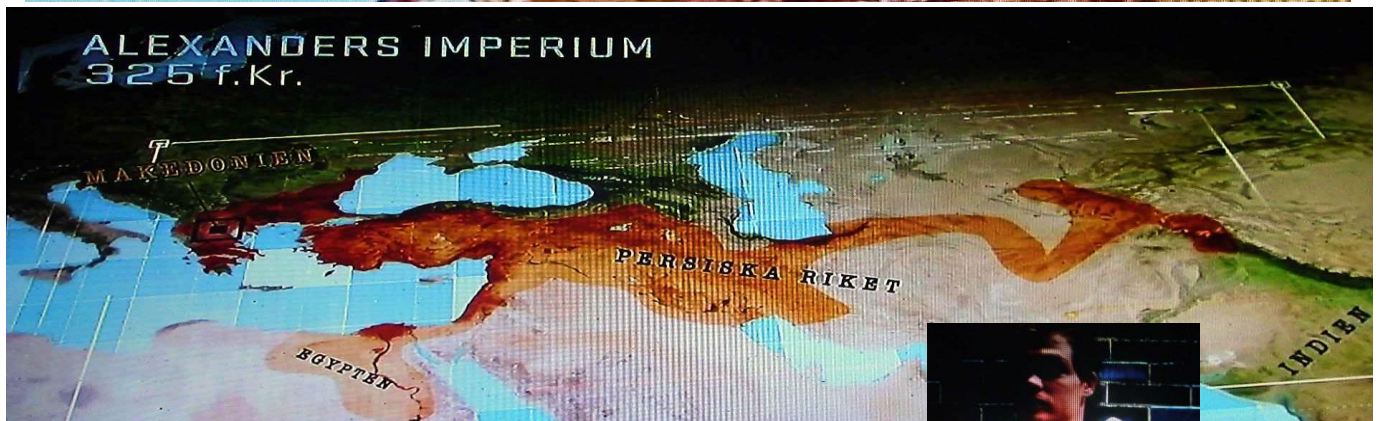 ALEXANDERS IMPERIUM
325 f.Kr.
MAKEDONIEN
PERSISKA RIKET
EGYPTEN
INDIEN